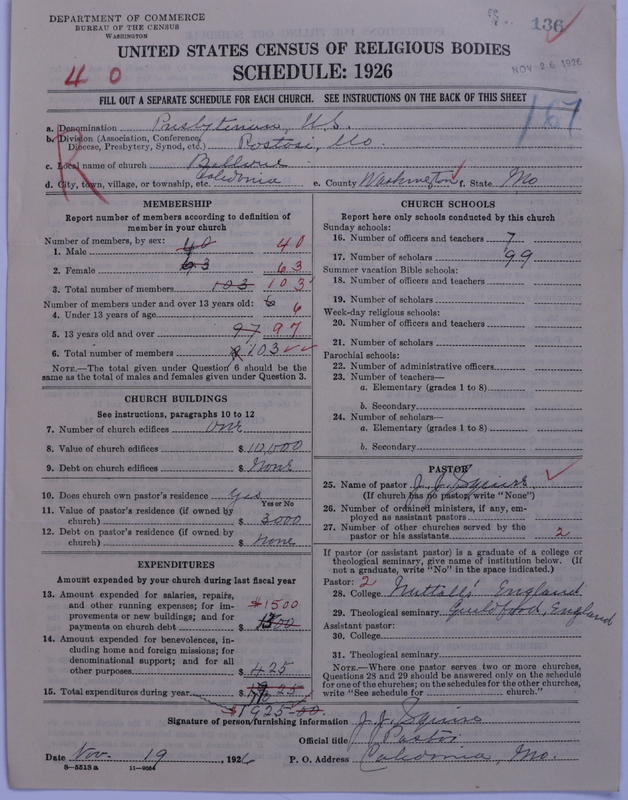 DEPARTMENT OF COMMERCE
BUREAU OF THE CENSUS
WASHINGTON
136
NOV 26 1926
UNITED STATES CENSUS OF RELIGIOUS BODIES
4 0
SCHEDULE: 1926
FILL OUT A SEPARATE SCHEDULE FOR EACH CHURCH. SEE INSTRUCTIONS ON THE BACK OF THIS SHEET
167
a. Denomination Presbyterian, U.S.
b. Division (Association, Conference, Diocese, Presbytery, Synod, etc.) Potosi, Mo.
c. Local name of church Bellevue
d. City, town, village, or township, etc. Caledonia e. County Washington f. State Mo
MEMBERSHIP
Report number of members according to definition of
member in your church
Number of members, by sex:
1. Male 40 40
2. Female 63 63
3. Total number of members 103 103
Number of members under and over 13 years old:
4. Under 13 years of age 6 6
5. 13 years old and over 97 97
6. Total number of members 103
NOTE.—The total given under Question 6 should be the
same as the total of males and females given under Question 3.
CHURCH BUILDINGS
See instructions, paragraphs 10 to 12
7. Number of church edifices One
8. Value of church edifices $ 10,000
9. Debt on church edifices $ None
10. Does church own pastor's residence Yes
Yes or No
11. Value of pastor's residence (if owned by
church) $ 3000
12. Debt on pastor's residence (if owned by
church) $ None
EXPENDITURES
Amount expended by your church during last fiscal year
13. Amount expended for salaries, repairs,
and other running expenses; for im-
provements on new buildings; and for
payments on church debt $ 1500
$1500
14. Amount expended for benevolences, in-
cluding home and foreign missions; for
denominational support; and for all
other purposes $ 425
15. Total expenditures during year $
$1925.00
CHURCH SCHOOLS
Report here only schools conducted by this church
Sunday schools:
16. Number of officers and teachers 7
17. Number of scholars 99
Summer vacation Bible schools:
18. Number of officers and teachers
19. Number of scholars
Week-day religious schools:
20. Number of officers and teachers
21. Number of scholars
Parochial schools:
22. Number of administrative officers
23. Number of teachers—
a. Elementary (grades 1 to 8)
b. Secondary
24. Number of scholars—
a. Elementary (grades 1 to 8)
b. Secondary
PASTOR
25. Name of pastor J. J. Squire
(If church has no pastor, write "None")
26. Number of ordained ministers, if any, em-
ployed as assistant pastors
27. Number of other churches served by the
pastor or his assistants 2
If pastor (or assistant pastor) is a graduate of a college or
theological seminary, give name of institution below. (If
not a graduate, write "No" in the space indicated.)
Pastor: 2
28. College Nuttall's England
29. Theological seminary Guildford, England
Assistant pastor:
30. College
31. Theological seminary
NOTE.—Where one pastor serves two or more churches,
Questions 28 and 29 should be answered only on the schedule
for one of the churches; on the schedules for the other churches,
write "See schedule for church."
Signature of person furnishing information J. J. Squire
Official title Pastor
Date Nov. 19, 1926 P. O. Address Caledonia, Mo.
8-5513a 11-9054